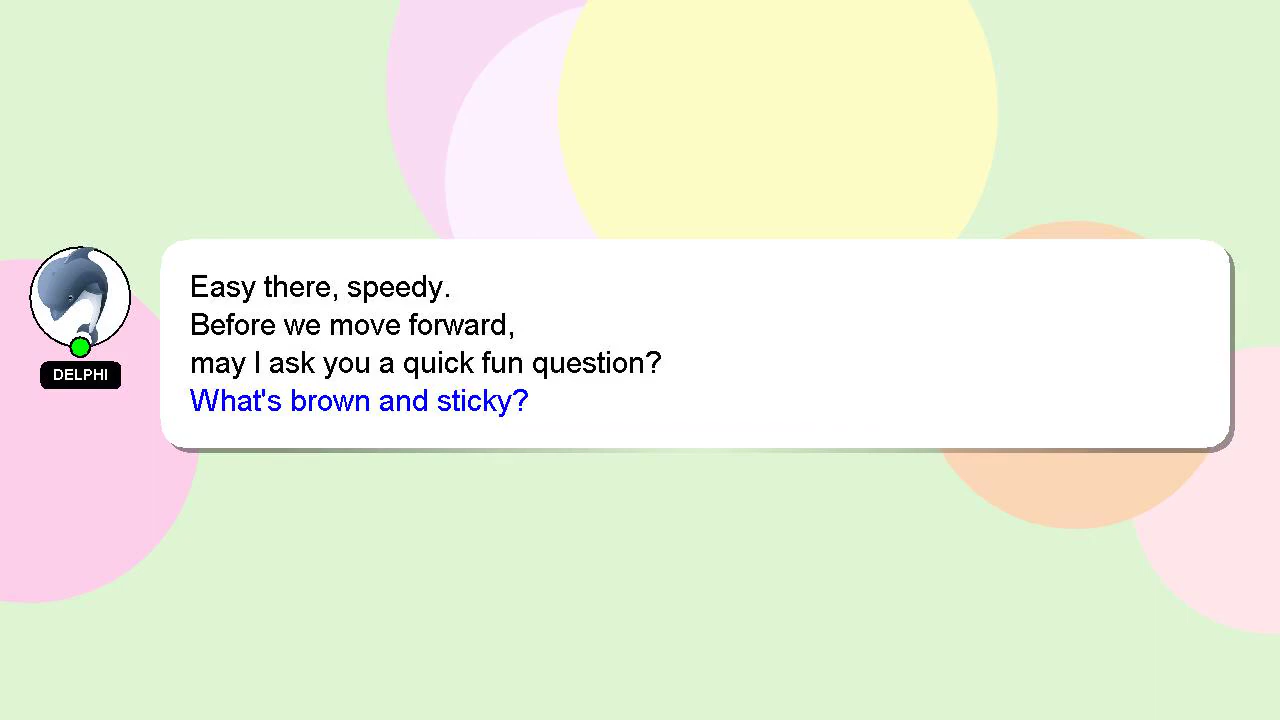 Easy there, speedy.
Before we move forward,
may I ask you a quick fun question?
What's brown and sticky?
DELPHI